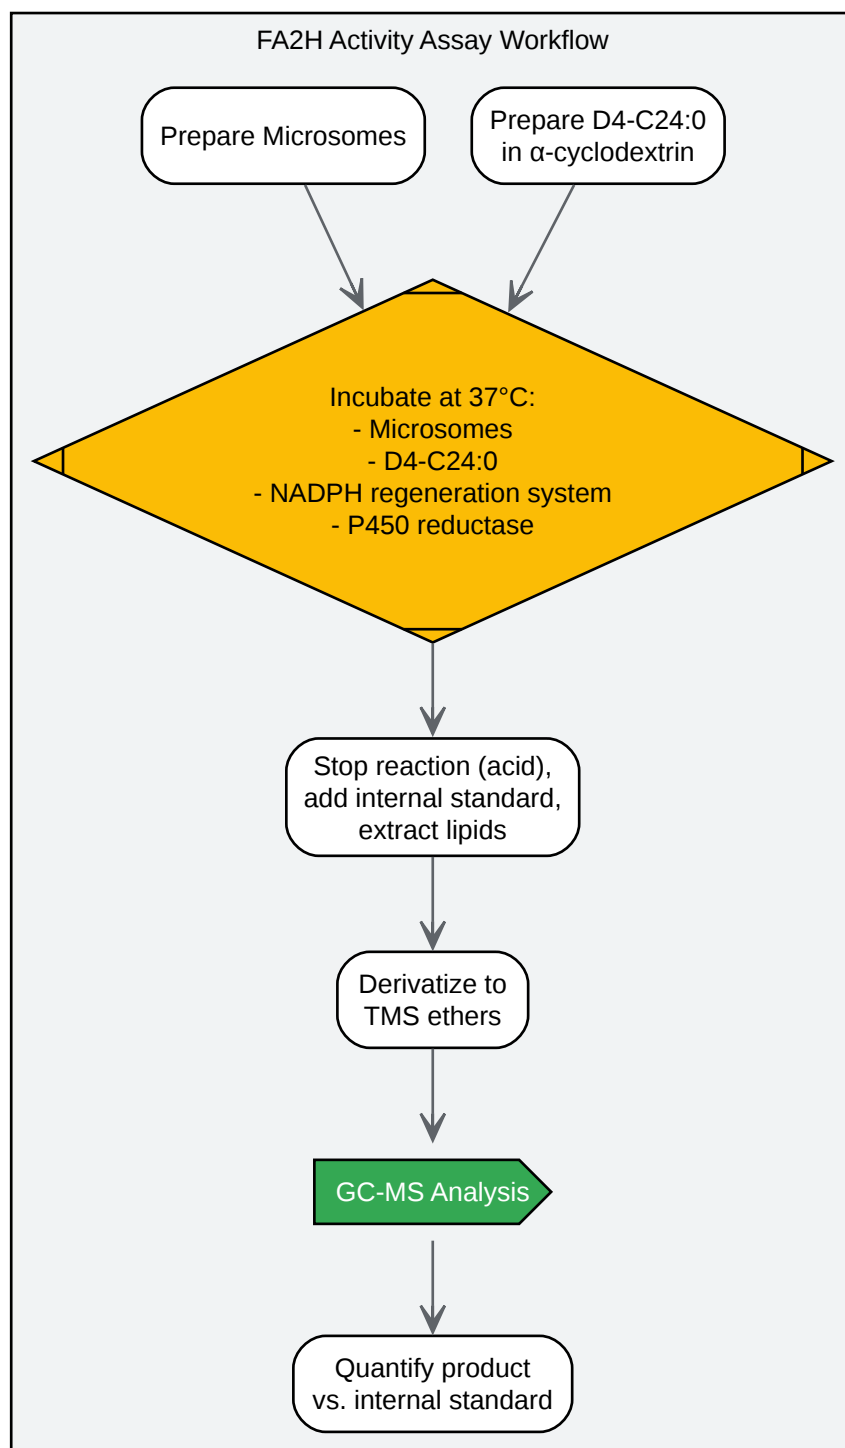 FA2H Activity Assay Workflow
Prepare Microsomes
Prepare D4-C24:0
in α-cyclodextrin
Incubate at 37°C:
- Microsomes
- D4-C24:0
- NADPH regeneration system
- P450 reductase
Stop reaction (acid),
add internal standard,
extract lipids
Derivatize to
TMS ethers
GC-MS Analysis
Quantify product
vs. internal standard